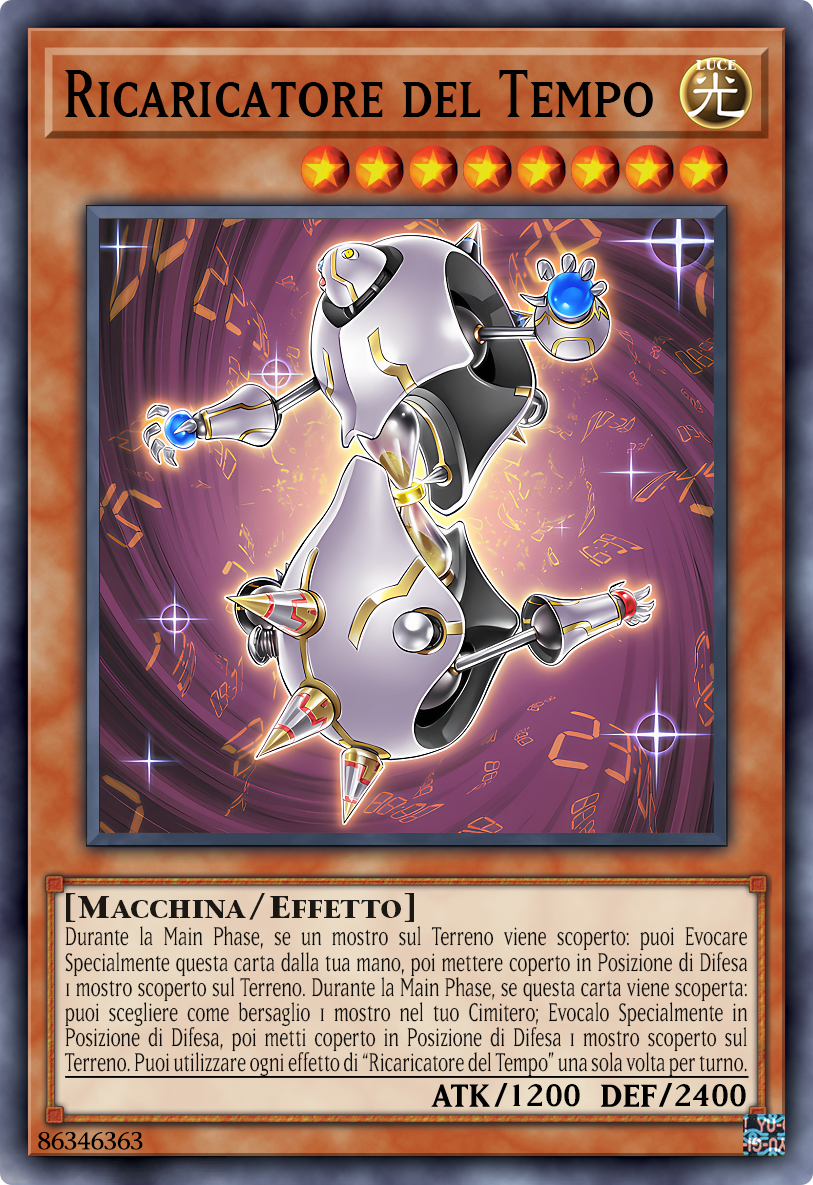 Ricaricatore del Tempo
LUCE
光
[Macchina/Effetto]
Durante la Main Phase, se un mostro sul Terreno viene scoperto: puoi Evocare
Specialmente questa carta dalla tua mano, poi mettere coperto in Posizione di Difesa
1 mostro scoperto sul Terreno. Durante la Main Phase, se questa carta viene scoperta:
puoi scegliere come bersaglio 1 mostro nel tuo Cimitero; Evocalo Specialmente in
Posizione di Difesa, poi metti coperto in Posizione di Difesa 1 mostro scoperto sul
Terreno. Puoi utilizzare ogni effetto di “Ricaricatore del Tempo” una sola volta per turno.
ATK/1200 DEF/2400
86346363